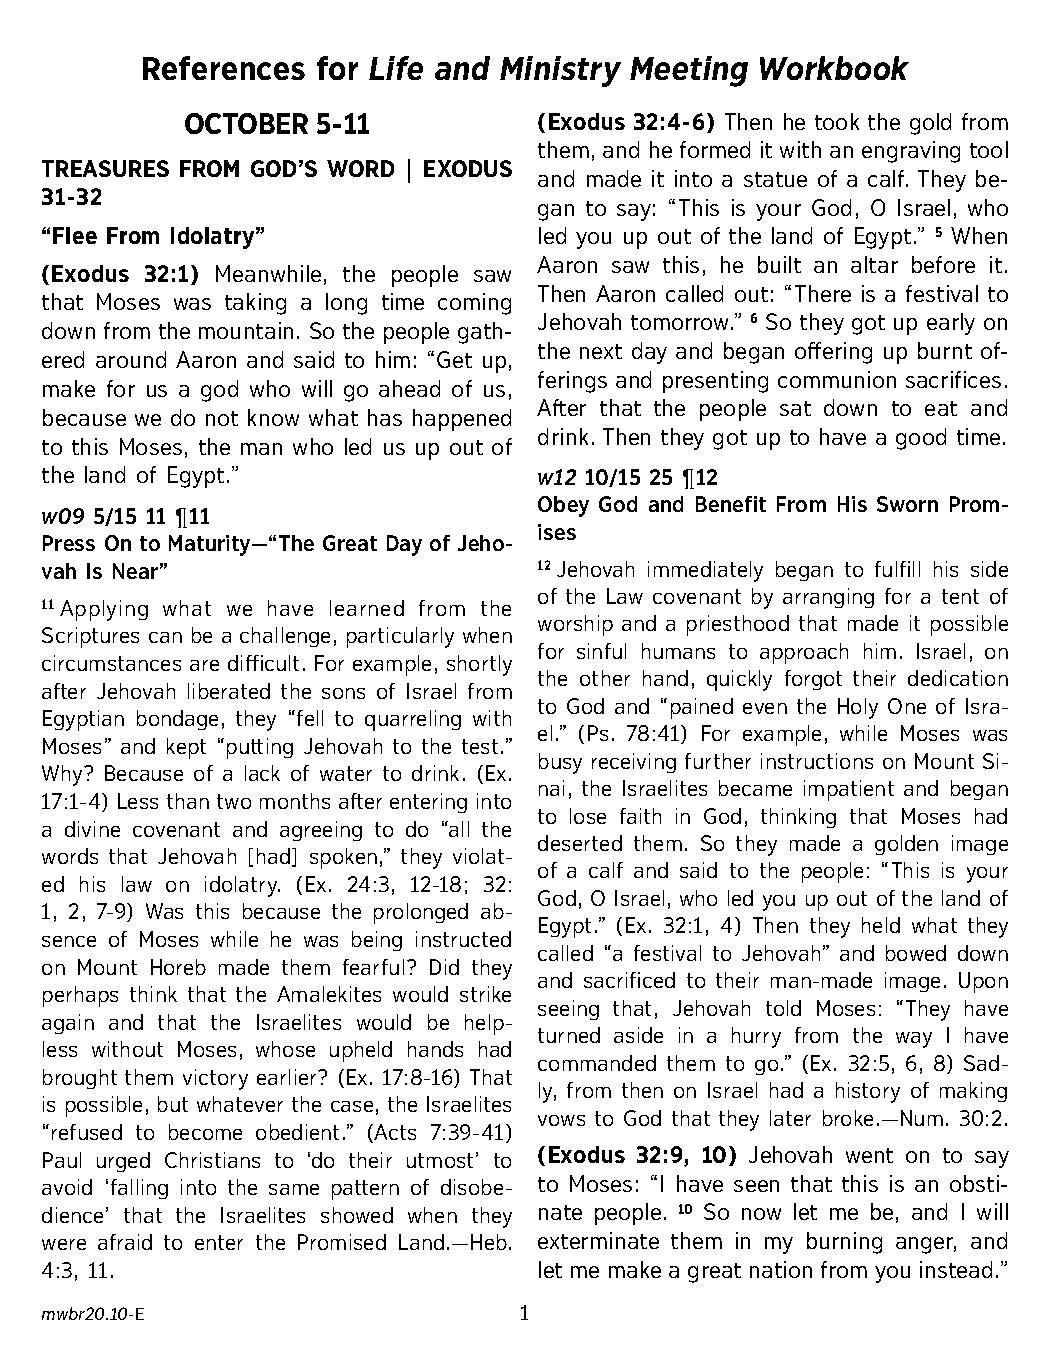 References for Life and Ministry Meeting Workbook
OCTOBER 5-11
TREASURES FROM GOD’S WORD | EXODUS
31-32
“Flee From Idolatry”
(Exodus 32:1) Meanwhile, the people saw
that Moses was taking a long time coming
down from the mountain. So the people gath-
ered around Aaron and said to him: “Get up,
make for us a god who will go ahead of us,
because we do not know what has happened
to this Moses, the man who led us up out of
the land of Egypt.”
w09 5/15 11 ¶11
Press On to Maturity—“The Great Day of Jeho-
vah Is Near”
11 Applying what we have learned from the
Scriptures can be a challenge, particularly when
circumstances are difficult. For example, shortly
after Jehovah liberated the sons of Israel from
Egyptian bondage, they “fell to quarreling with
Moses” and kept “putting Jehovah to the test.”
Why? Because of a lack of water to drink. (Ex.
17:1-4) Less than two months after entering into
a divine covenant and agreeing to do “all the
words that Jehovah [had] spoken,” they violat-
ed his law on idolatry. (Ex. 24:3, 12-18; 32:
1, 2, 7-9) Was this because the prolonged ab-
sence of Moses while he was being instructed
on Mount Horeb made them fearful? Did they
perhaps think that the Amalekites would strike
again and that the Israelites would be help-
less without Moses, whose upheld hands had
brought them victory earlier? (Ex. 17:8-16) That
is possible, but whatever the case, the Israelites
“refused to become obedient.” (Acts 7:39-41)
Paul urged Christians to ‘do their utmost’ to
avoid ‘falling into the same pattern of disobe-
dience’ that the Israelites showed when they
were afraid to enter the Promised Land.—Heb.
4:3, 11.
(Exodus 32:4-6) Then he took the gold from
them, and he formed it with an engraving tool
and made it into a statue of a calf. They be-
gan to say: “This is your God, O Israel, who
led you up out of the land of Egypt.” 5 When
Aaron saw this, he built an altar before it.
Then Aaron called out: “There is a festival to
Jehovah tomorrow.” 6 So they got up early on
the next day and began offering up burnt of-
ferings and presenting communion sacrifices.
After that the people sat down to eat and
drink. Then they got up to have a good time.
w12 10/15 25 ¶12
Obey God and Benefit From His Sworn Prom-
ises
12 Jehovah immediately began to fulfill his side
of the Law covenant by arranging for a tent of
worship and a priesthood that made it possible
for sinful humans to approach him. Israel, on
the other hand, quickly forgot their dedication
to God and “pained even the Holy One of Isra-
el.” (Ps. 78:41) For example, while Moses was
busy receiving further instructions on Mount Si-
nai, the Israelites became impatient and began
to lose faith in God, thinking that Moses had
deserted them. So they made a golden image
of a calf and said to the people: “This is your
God, O Israel, who led you up out of the land of
Egypt.” (Ex. 32:1, 4) Then they held what they
called “a festival to Jehovah” and bowed down
and sacrificed to their man-made image. Upon
seeing that, Jehovah told Moses: “They have
turned aside in a hurry from the way I have
commanded them to go.” (Ex. 32:5, 6, 8) Sad-
ly, from then on Israel had a history of making
vows to God that they later broke.—Num. 30:2.
(Exodus 32:9, 10) Jehovah went on to say
to Moses: “I have seen that this is an obsti-
nate people. 10 So now let me be, and I will
exterminate them in my burning anger, and
let me make a great nation from you instead.”
mwbr20.10-E
1